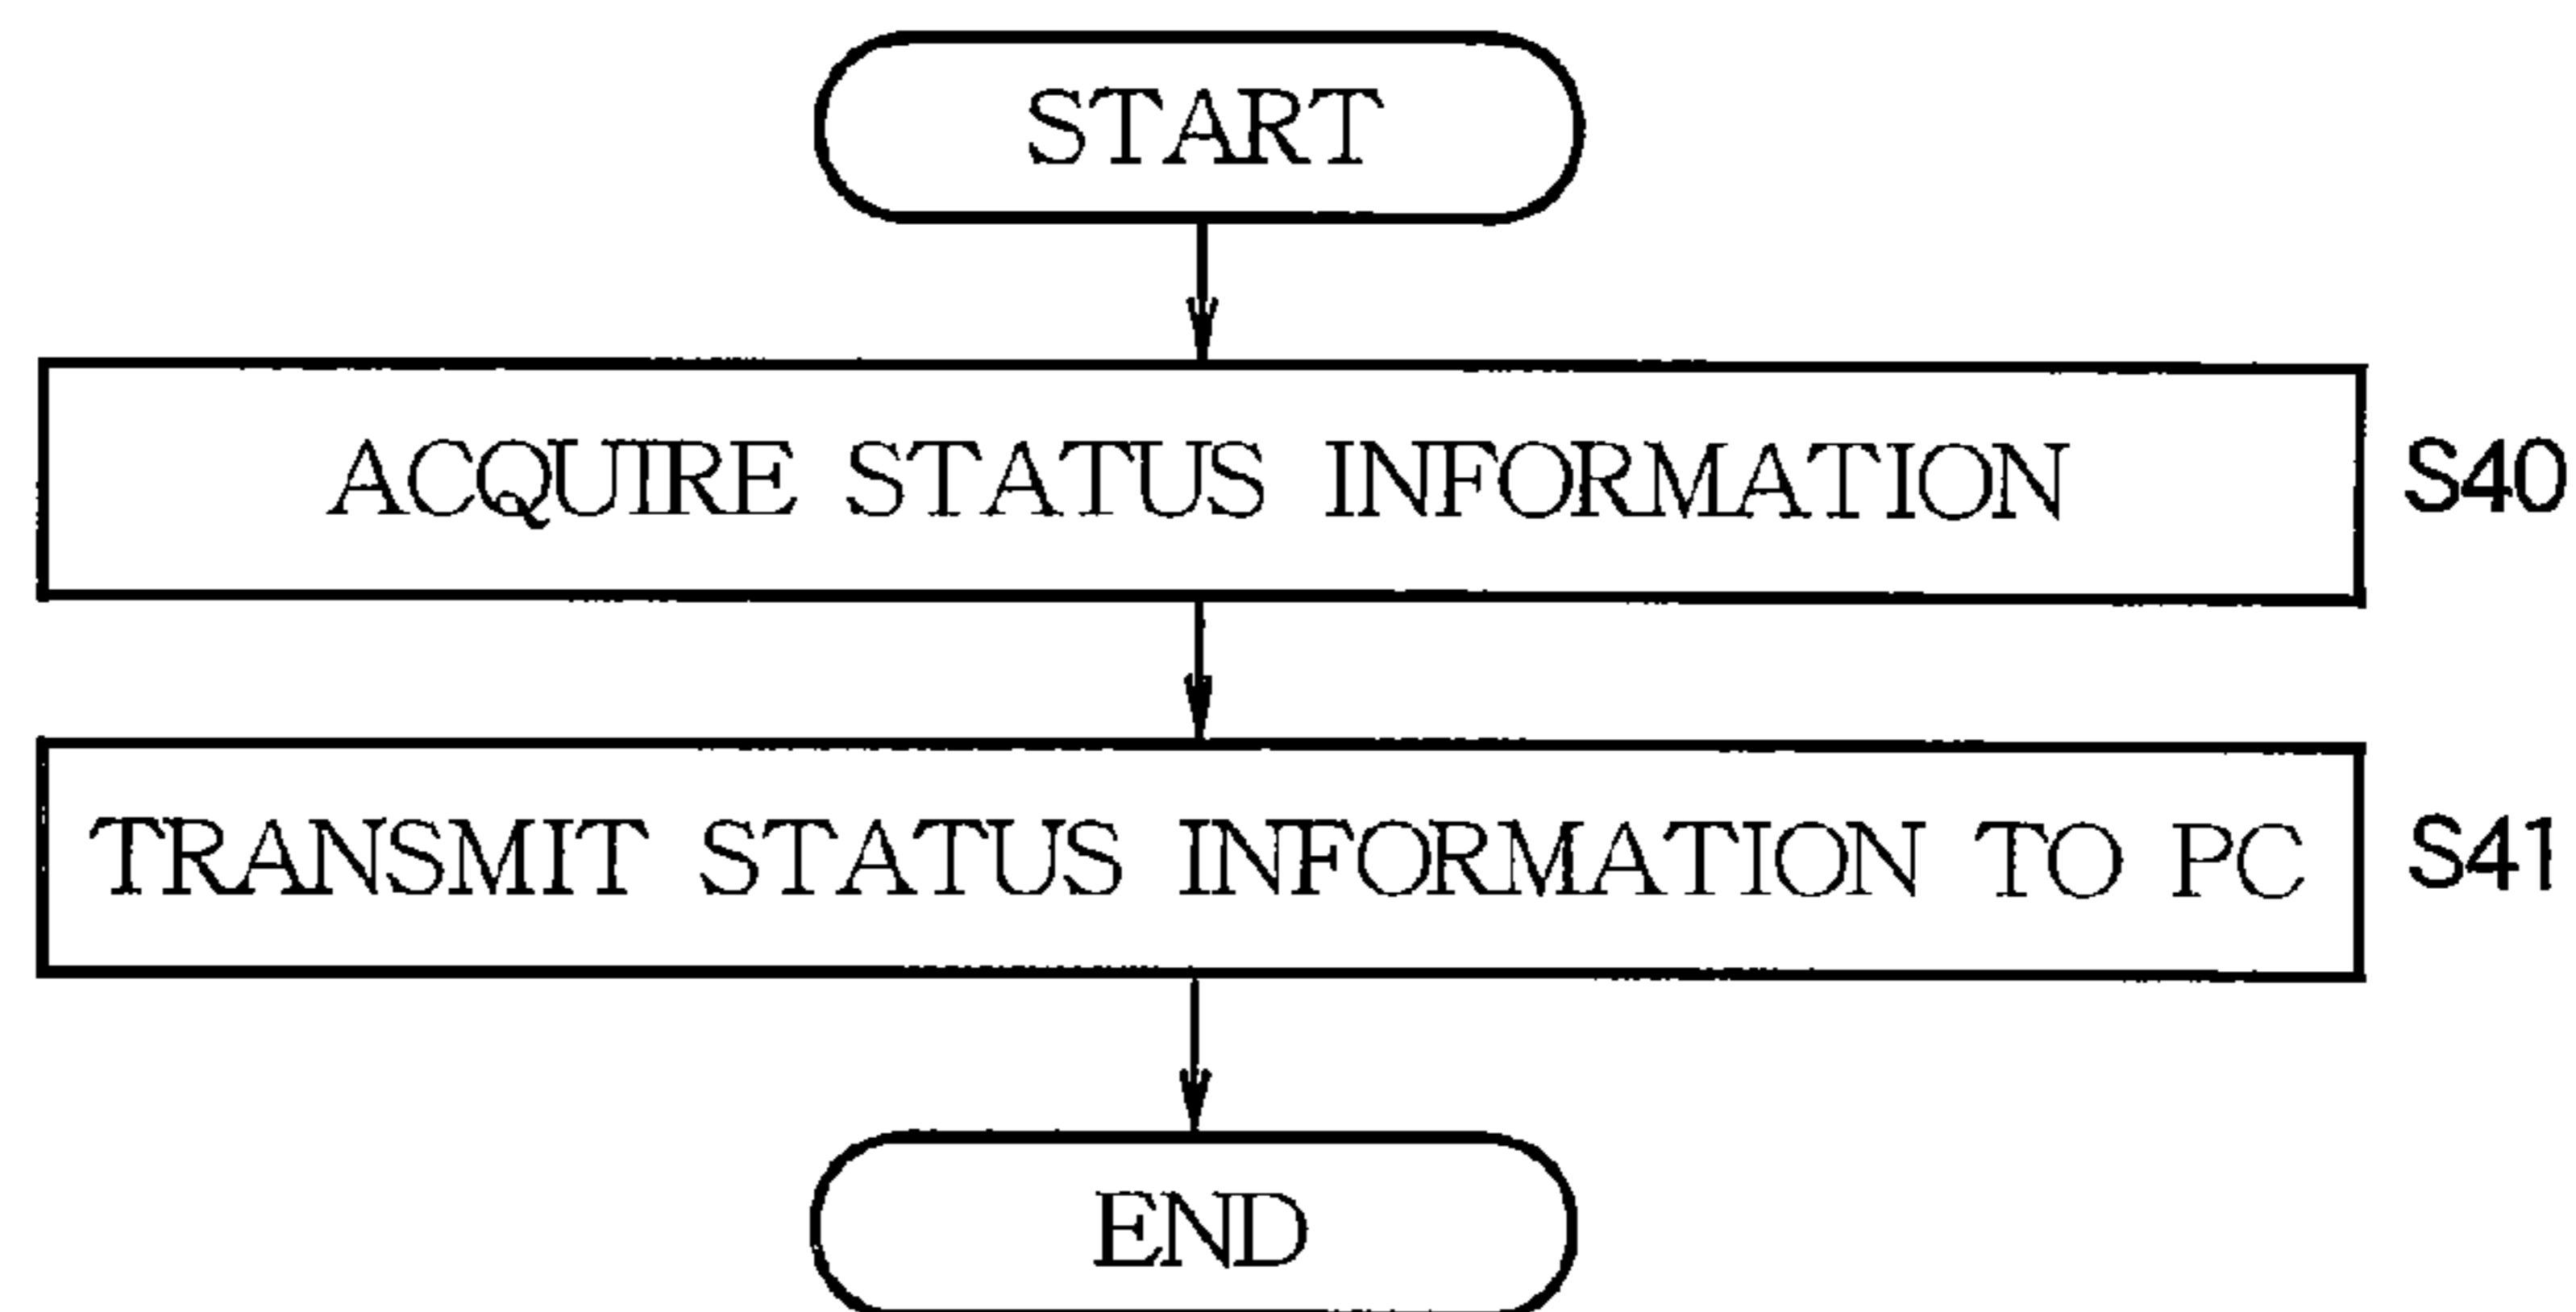 START
ACQUIRE STATUS INFORMATION S40
TRANSMIT STATUS INFORMATION TO PC S41
END